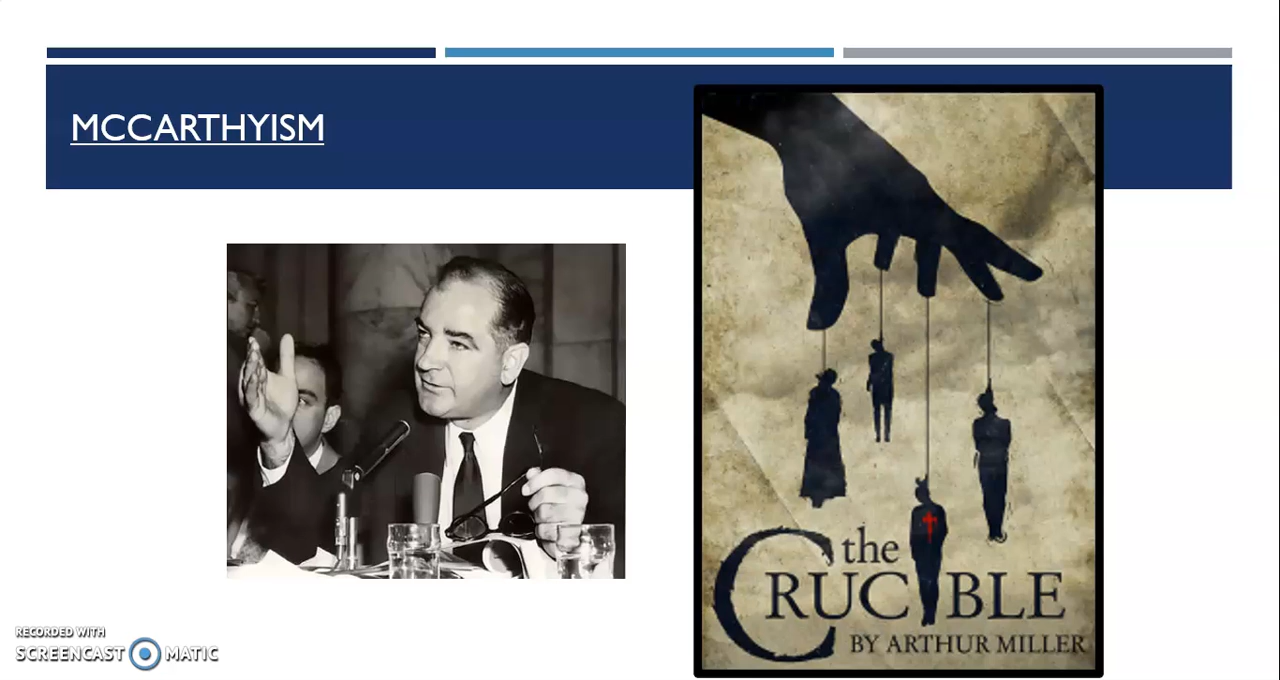 MCCARTHYISM
the
CRUCIBLE
BY ARTHUR MILLER
RECORDED WITH
SCREENCAST MATIC